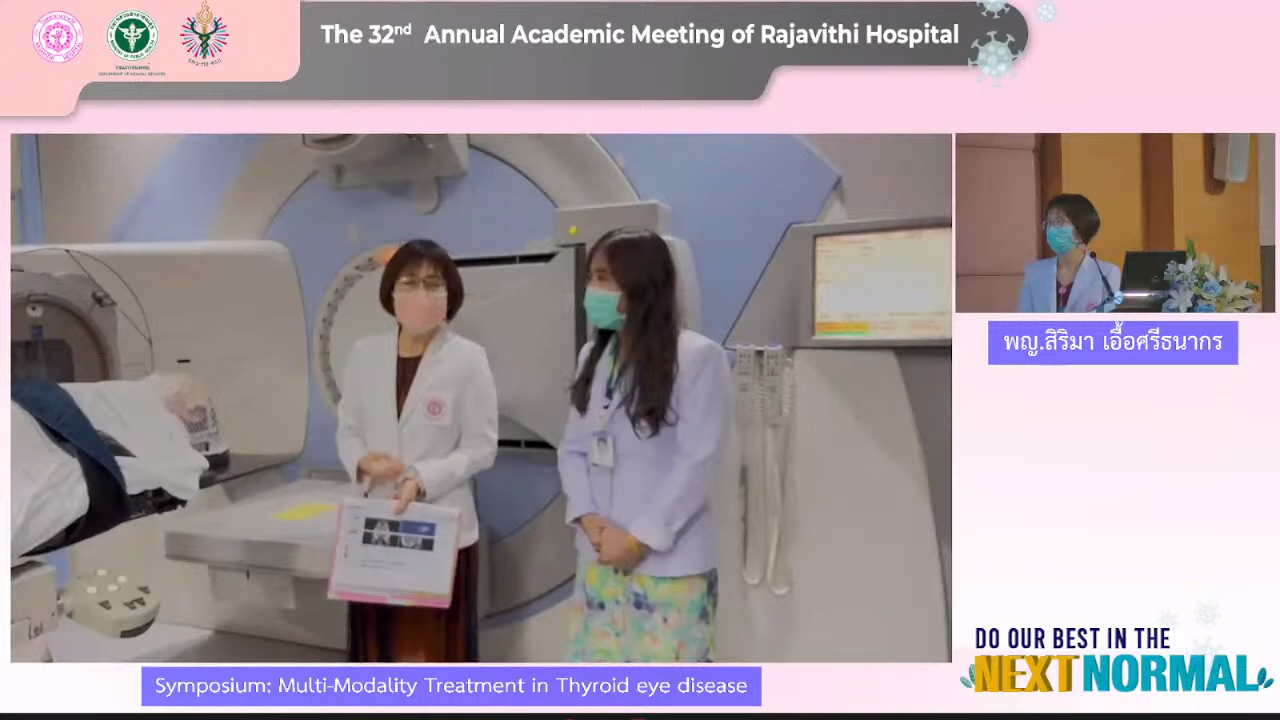 The 32nd Annual Academic Meeting of Rajavithi Hospital
พญ.สิริมา เอื้อศรีธนากร
DO OUR BEST IN THE
NEXT NORMAL
Symposium: Multi-Modality Treatment in Thyroid eye disease